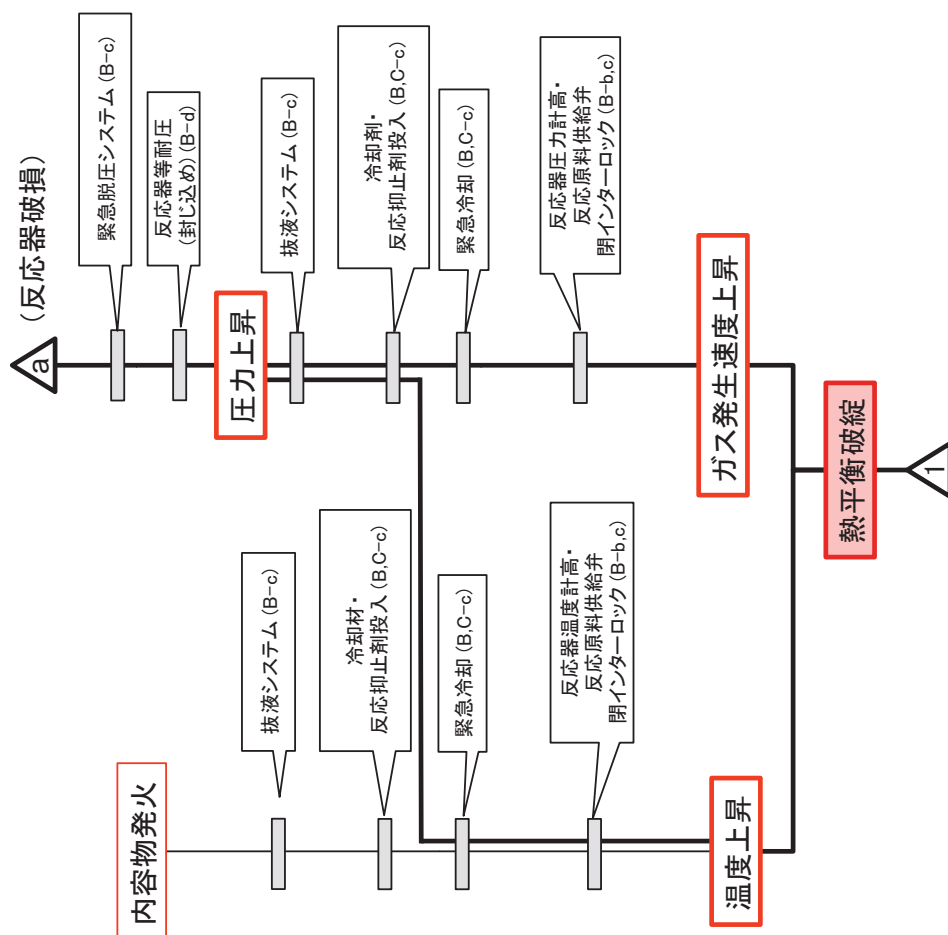 (反応器破損)
a
緊急脱圧システム (B-c)
反応器等耐圧
(封じ込め) (B-d)
圧力上昇
抜液システム (B-c)
冷却剤・
反応抑止剤投入 (B,C-c)
緊急冷却 (B,C-c)
反応器圧力計高・
反応原料供給弁
閉インターロック (B-b,c)
ガス発生速度上昇
内容物発火
抜液システム (B-c)
冷却材・
反応抑止剤投入 (B,C-c)
緊急冷却 (B,C-c)
反応器温度計高・
反応原料供給弁
閉インターロック (B-b,c)
温度上昇
熱平衡破綻
1